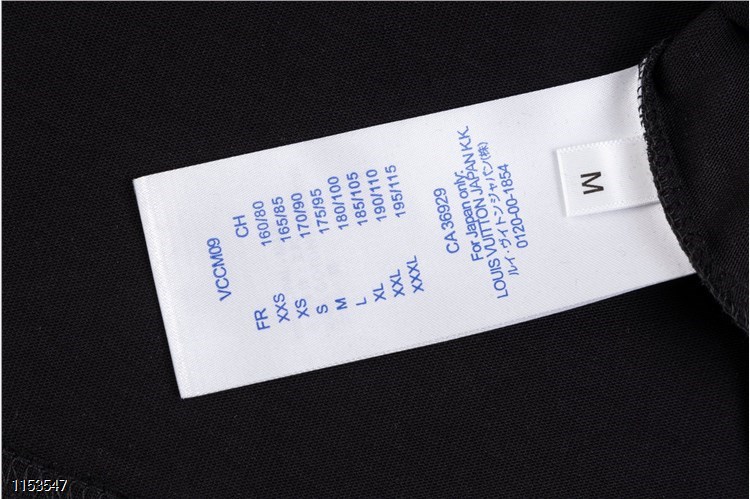 VCCM09
FR CH
XXS 160/80
XS 165/85
S 170/90
M 175/95
L 180/100
XL 185/105
XXL 190/110
XXXL 195/115
CA 36929
For Japan only:
LOUIS VUITTON JAPAN K.K.
ルイ・ヴィトンジャパン(株)
0120-00-1854
M
1153547